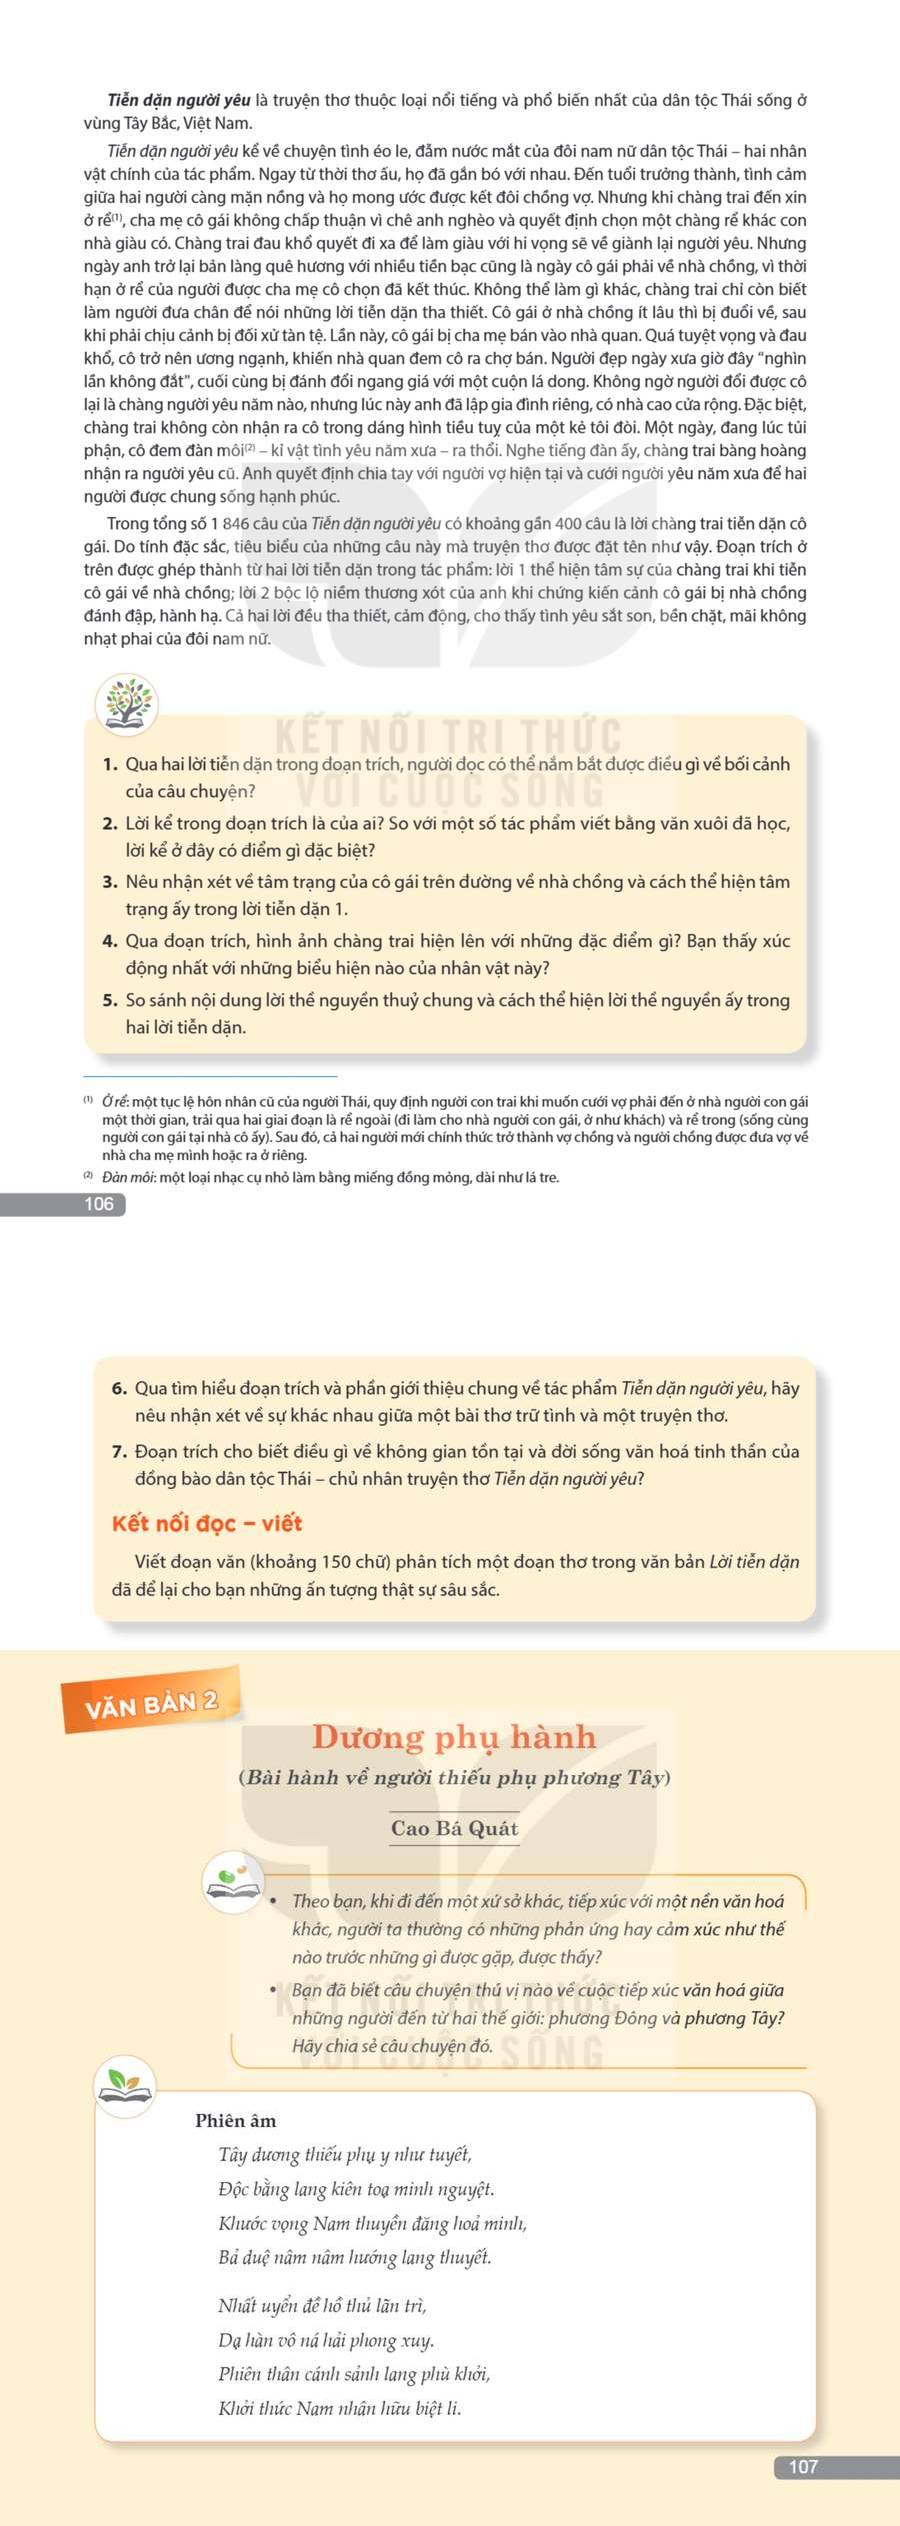 Tiễn dặn người yêu là truyện thơ thuộc loại nổi tiếng và phổ biến nhất của dân tộc Thái sống ở
vùng Tây Bắc, Việt Nam.
Tiễn dặn người yêu kể về chuyện tình éo le, đẫm nước mắt của đôi nam nữ dân tộc Thái – hai nhân
vật chính của tác phẩm. Ngay từ thời thơ ấu, họ đã gắn bó với nhau. Đến tuổi trưởng thành, tình cảm
giữa hai người càng mặn nồng và họ mong ước được kết đôi chồng vợ. Nhưng khi chàng trai đến xin
ở rể(1), cha mẹ cô gái không chấp thuận vì chê anh nghèo và quyết định chọn một chàng rể khác con
nhà giàu có. Chàng trai đau khổ quyết đi xa để làm giàu với hi vọng sẽ về giành lại người yêu. Nhưng
ngày anh trở lại bản làng quê hương với nhiều tiền bạc cũng là ngày cô gái phải về nhà chồng, vì thời
hạn ở rể của người được cha mẹ cô chọn đã kết thúc. Không thể làm gì khác, chàng trai chỉ còn biết
làm người đưa chân để nói những lời tiễn dặn tha thiết. Cô gái ở nhà chồng ít lâu thì bị đuổi về, sau
khi phải chịu cảnh bị đối xử tàn tệ. Lần này, cô gái bị cha mẹ bán vào nhà quan. Quá tuyệt vọng và đau
khổ, cô trở nên ương ngạnh, khiến nhà quan đem cô ra chợ bán. Người đẹp ngày xưa giờ đây "nghìn
lần không đắt", cuối cùng bị đánh đổi ngang giá với một cuộn lá dong. Không ngờ người đổi được cô
lại là chàng người yêu năm nào, nhưng lúc này anh đã lập gia đình riêng, có nhà cao cửa rộng. Đặc biệt,
chàng trai không còn nhận ra cô trong dáng hình tiều tuỵ của một kẻ tôi đòi. Một ngày, đang lúc tủi
phận, cô đem đàn môi(2) – kỉ vật tình yêu năm xưa – ra thổi. Nghe tiếng đàn ấy, chàng trai bàng hoàng
nhận ra người yêu cũ. Anh quyết định chia tay với người vợ hiện tại và cưới người yêu năm xưa để hai
người được chung sống hạnh phúc.
Trong tổng số 1 846 câu của Tiễn dặn người yêu có khoảng gần 400 câu là lời chàng trai tiễn dặn cô
gái. Do tính đặc sắc, tiêu biểu của những câu này mà truyện thơ được đặt tên như vậy. Đoạn trích ở
trên được ghép thành từ hai lời tiễn dặn trong tác phẩm: lời 1 thể hiện tâm sự của chàng trai khi tiễn
cô gái về nhà chồng; lời 2 bộc lộ niềm thương xót của anh khi chứng kiến cảnh cô gái bị nhà chồng
đánh đập, hành hạ. Cả hai lời đều tha thiết, cảm động, cho thấy tình yêu sắt son, bền chặt, mãi không
nhạt phai của đôi nam nữ.
KẾT NỐI TRI THỨC
VỚI CUỘC SỐNG
1. Qua hai lời tiễn dặn trong đoạn trích, người đọc có thể nắm bắt được điều gì về bối cảnh
của câu chuyện?
2. Lời kể trong đoạn trích là của ai? So với một số tác phẩm viết bằng văn xuôi đã học,
lời kể ở đây có điểm gì đặc biệt?
3. Nêu nhận xét về tâm trạng của cô gái trên đường về nhà chồng và cách thể hiện tâm
trạng ấy trong lời tiễn dặn 1.
4. Qua đoạn trích, hình ảnh chàng trai hiện lên với những đặc điểm gì? Bạn thấy xúc
động nhất với những biểu hiện nào của nhân vật này?
5. So sánh nội dung lời thề nguyền thuỷ chung và cách thể hiện lời thề nguyền ấy trong
hai lời tiễn dặn.
(1) Ở rể: một tục lệ hôn nhân cũ của người Thái, quy định người con trai khi muốn cưới vợ phải đến ở nhà người con gái
một thời gian, trải qua hai giai đoạn là rể ngoài (đi làm cho nhà người con gái, ở như khách) và rể trong (sống cùng
người con gái tại nhà cô ấy). Sau đó, cả hai người mới chính thức trở thành vợ chồng và người chồng được đưa vợ về
nhà cha mẹ mình hoặc ra ở riêng.
(2) Đàn môi: một loại nhạc cụ nhỏ làm bằng miếng đồng mỏng, dài như lá tre.
106
6. Qua tìm hiểu đoạn trích và phần giới thiệu chung về tác phẩm Tiễn dặn người yêu, hãy
nêu nhận xét về sự khác nhau giữa một bài thơ trữ tình và một truyện thơ.
7. Đoạn trích cho biết điều gì về không gian tồn tại và đời sống văn hoá tinh thần của
đồng bào dân tộc Thái – chủ nhân truyện thơ Tiễn dặn người yêu?
Kết nối đọc – viết
Viết đoạn văn (khoảng 150 chữ) phân tích một đoạn thơ trong văn bản Lời tiễn dặn
đã để lại cho bạn những ấn tượng thật sự sâu sắc.
VĂN BẢN 2
Dương phụ hành
(Bài hành về người thiếu phụ phương Tây)
Cao Bá Quát
• Theo bạn, khi đi đến một xứ sở khác, tiếp xúc với một nền văn hoá
khác, người ta thường có những phản ứng hay cảm xúc như thế
nào trước những gì được gặp, được thấy?
• Bạn đã biết câu chuyện thú vị nào về cuộc tiếp xúc văn hoá giữa
những người đến từ hai thế giới: phương Đông và phương Tây?
Hãy chia sẻ câu chuyện đó.
KẾT NỐI TRI THỨC
VỚI CUỘC SỐNG
Phiên âm
Tây dương thiếu phụ y như tuyết,
Độc bằng lang kiên toạ minh nguyệt.
Khước vọng Nam thuyền đăng hoả minh,
Bả duệ nâm nâm hướng lang thuyết.
Nhất uyển đề hồ thủ lãn trì,
Dạ hàn vô ná hải phong xuy.
Phiên thân cánh sảnh lang phù khởi,
Khởi thức Nam nhân hữu biệt li.
107